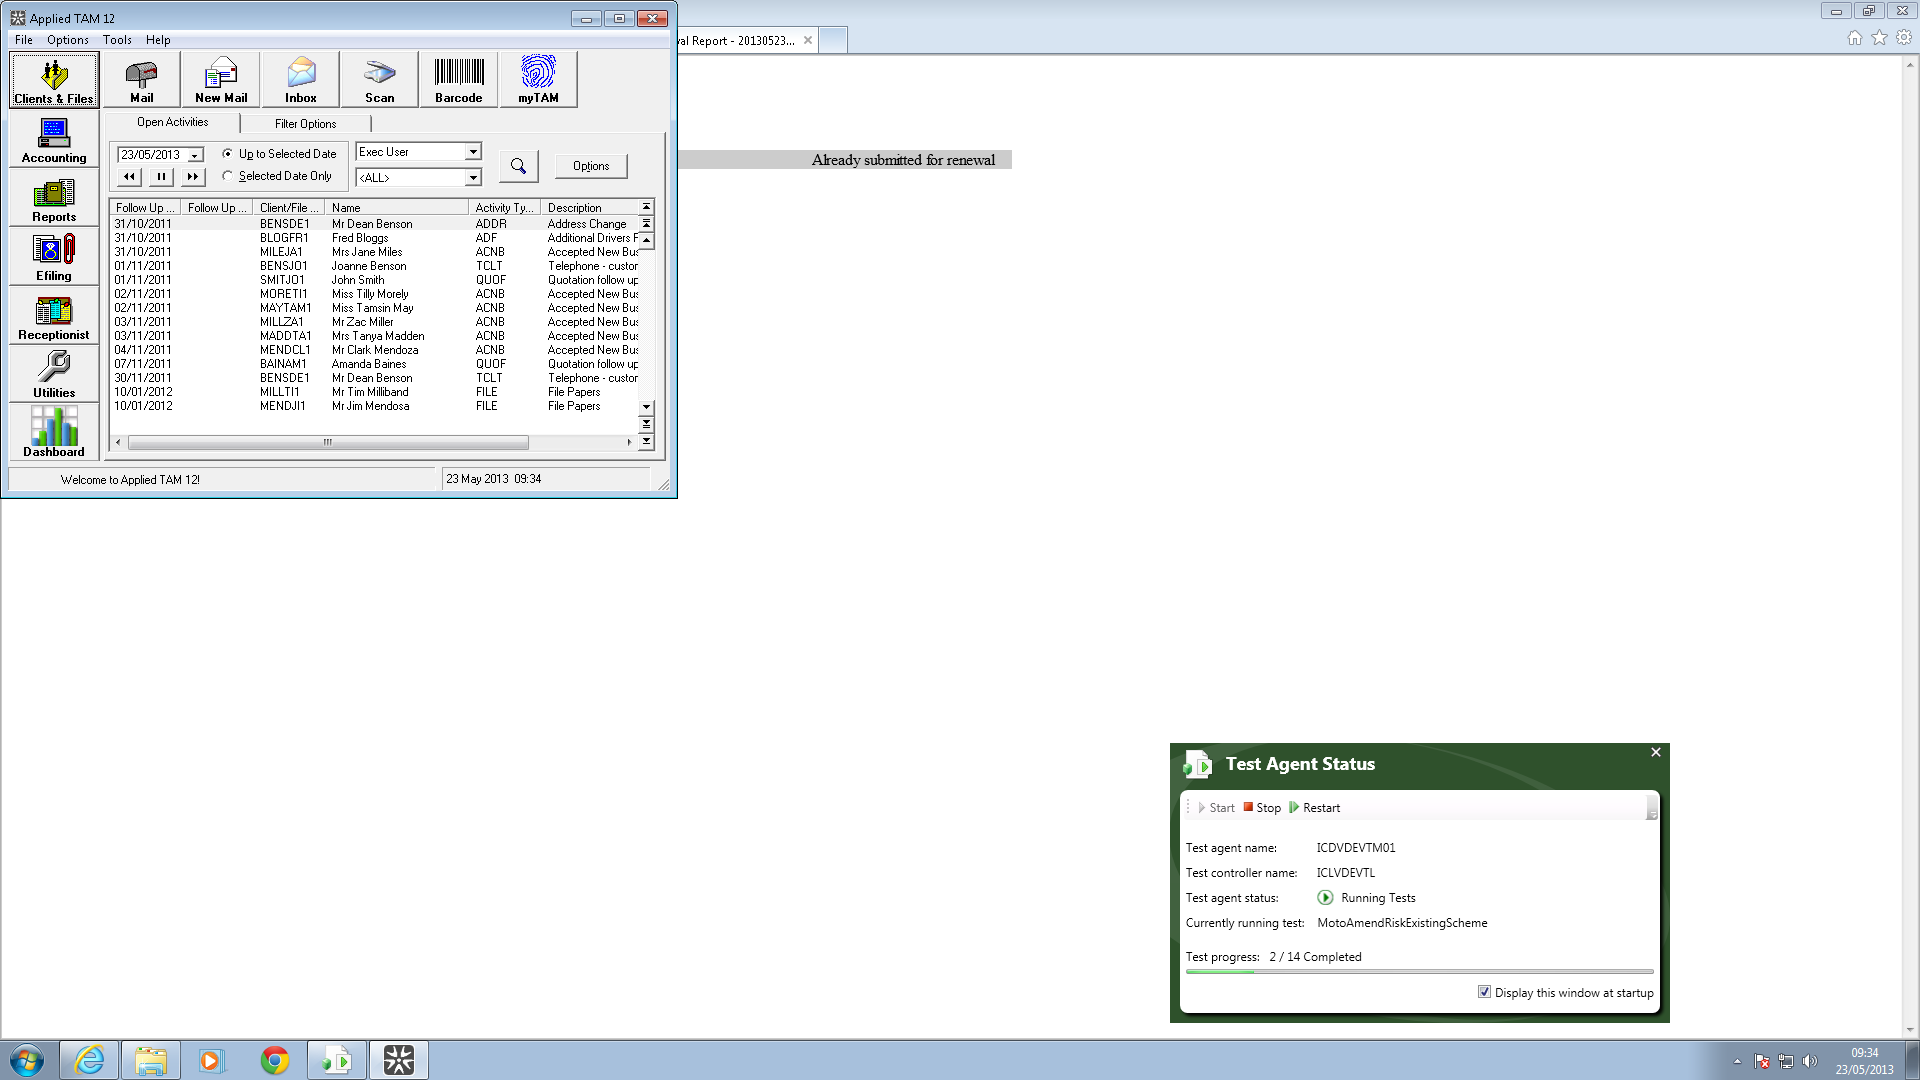 Applied TAM 12
File Options Tools Help
val Report - 20130523...
Clients & Files
Mail
New Mail
Inbox
Scan
Barcode
myTAM
Accounting
Reports
Efiling
Receptionist
Utilities
Dashboard
Open Activities
Filter Options
23/05/2013
Up to Selected Date
Selected Date Only
Exec User
<ALL>
Options
Already submitted for renewal
Follow Up ... Follow Up ... Client/File ... Name Activity Ty... Description
31/10/2011 BENSDE1 Mr Dean Benson ADDR Address Change
31/10/2011 BLOGFR1 Fred Bloggs ADF Additional Drivers F
31/10/2011 MILEJA1 Mrs Jane Miles ACNB Accepted New Bus
01/11/2011 BENSJO1 Joanne Benson TCLT Telephone - custor
01/11/2011 SMITJO1 John Smith QUOF Quotation follow up
02/11/2011 MORETI1 Miss Tilly Morely ACNB Accepted New Bus
02/11/2011 MAYTAM1 Miss Tamsin May ACNB Accepted New Bus
03/11/2011 MILLZA1 Mr Zac Miller ACNB Accepted New Bus
03/11/2011 MADDTA1 Mrs Tanya Madden ACNB Accepted New Bus
04/11/2011 MENDCL1 Mr Clark Mendoza ACNB Accepted New Bus
07/11/2011 BAINAM1 Amanda Baines QUOF Quotation follow up
30/11/2011 BENSDE1 Mr Dean Benson TCLT Telephone - custor
10/01/2012 MILLTI1 Mr Tim Milliband FILE File Papers
10/01/2012 MENDJI1 Mr Jim Mendosa FILE File Papers
Welcome to Applied TAM 12!
23 May 2013 09:34
Test Agent Status
Start Stop Restart
Test agent name: ICDVDEVTM01
Test controller name: ICLVDEVTL
Test agent status: Running Tests
Currently running test: MotoAmendRiskExistingScheme
Test progress: 2 / 14 Completed
Display this window at startup
09:34
23/05/2013